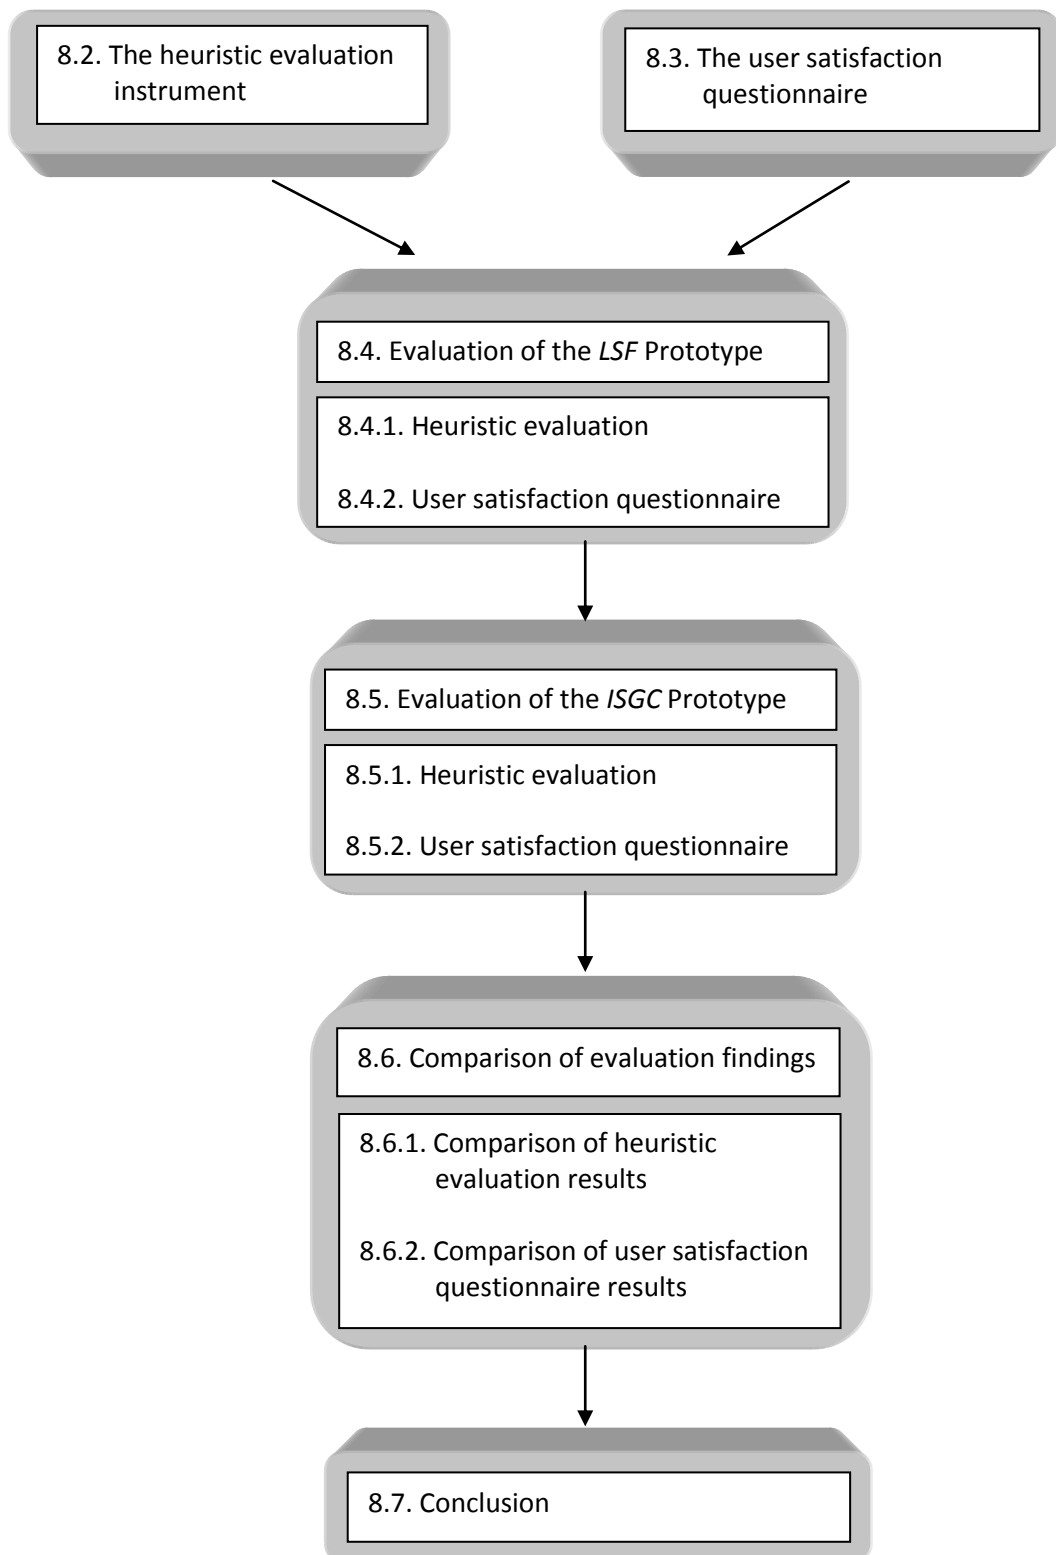 8.2. The heuristic evaluation
instrument
8.3. The user satisfaction
questionnaire
8.4. Evaluation of the LSF Prototype
8.4.1. Heuristic evaluation
8.4.2. User satisfaction questionnaire
8.5. Evaluation of the ISGC Prototype
8.5.1. Heuristic evaluation
8.5.2. User satisfaction questionnaire
8.6. Comparison of evaluation findings
8.6.1. Comparison of heuristic
evaluation results
8.6.2. Comparison of user satisfaction
questionnaire results
8.7. Conclusion